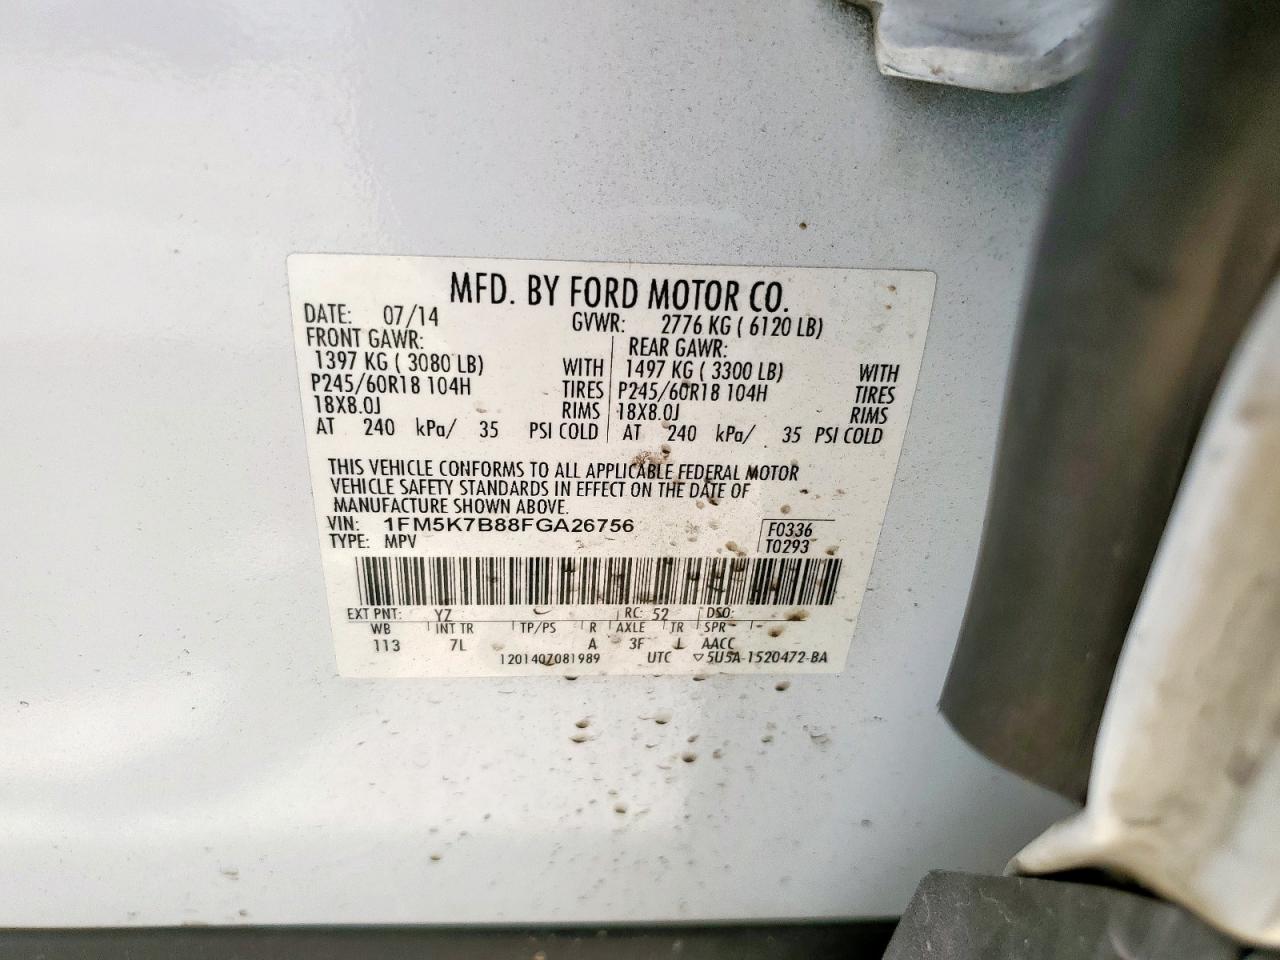 MFD. BY FORD MOTOR CO.
DATE: 07/14 GVWR: 2776 KG ( 6120 LB)
FRONT GAWR: REAR GAWR:
1397 KG ( 3080 LB) WITH 1497 KG ( 3300 LB) WITH
P245/60R18 104H TIRES P245/60R18 104H TIRES
18X8.0J RIMS 18X8.0J RIMS
AT 240 kPa/ 35 PSI COLD AT 240 kPa/ 35 PSI COLD
THIS VEHICLE CONFORMS TO ALL APPLICABLE FEDERAL MOTOR
VEHICLE SAFETY STANDARDS IN EFFECT ON THE DATE OF
MANUFACTURE SHOWN ABOVE.
VIN: 1FM5K7B88FGA26756 F0336
TYPE: MPV T0293
EXT PNT: YZ RC: 52 DSO:
WB INT TR TP/PS R AXLE TR SPR
113 7L A 3F L AACC
1201407081989 UTC ▽5U5A-1520472-BA